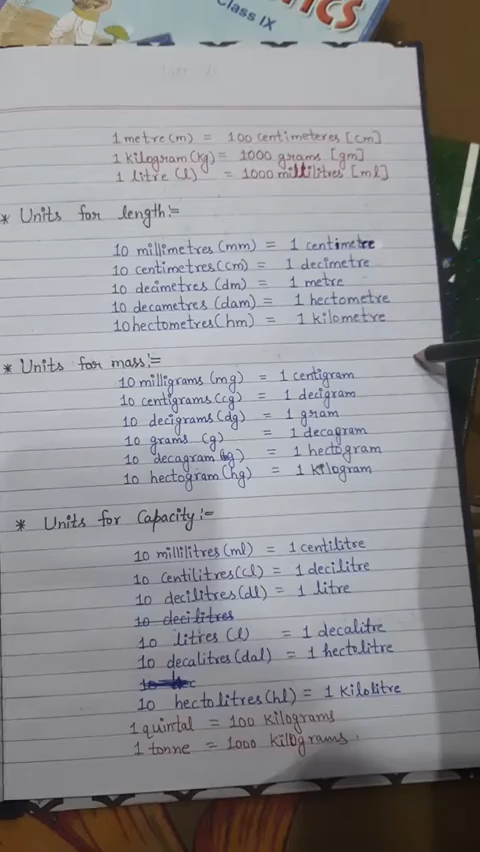 Class IX
1 metre (m) = 100 centimeteres [cm]
1 kilogram (kg) = 1000 grams [gm]
1 litre (l) = 1000 millilitres [ml]
* Units for length:=
10 millimetres (mm) = 1 centimetre
10 centimetres (cm) = 1 decimetre
10 decimetres (dm) = 1 metre
10 decametres (dam) = 1 hectometre
10 hectometres (hm) = 1 kilometre
* Units for mass:=
10 milligrams (mg) = 1 centigram
10 centigrams (cg) = 1 decigram
10 decigrams (dg) = 1 gram
10 grams (g) = 1 decagram
10 decagram = 1 hectogram
10 hectogram (hg) = 1 kilogram
* Units for Capacity:=
10 millilitres (ml) = 1 centilitre
10 centilitres (cl) = 1 decilitre
10 decilitres (dl) = 1 litre
10 decilitres
10 litres (l) = 1 decalitre
10 decalitres (dal) = 1 hectolitre
10 hectolitres (hl) = 1 Kilolitre
1 quintal = 100 Kilograms
1 tonne = 1000 Kilograms.